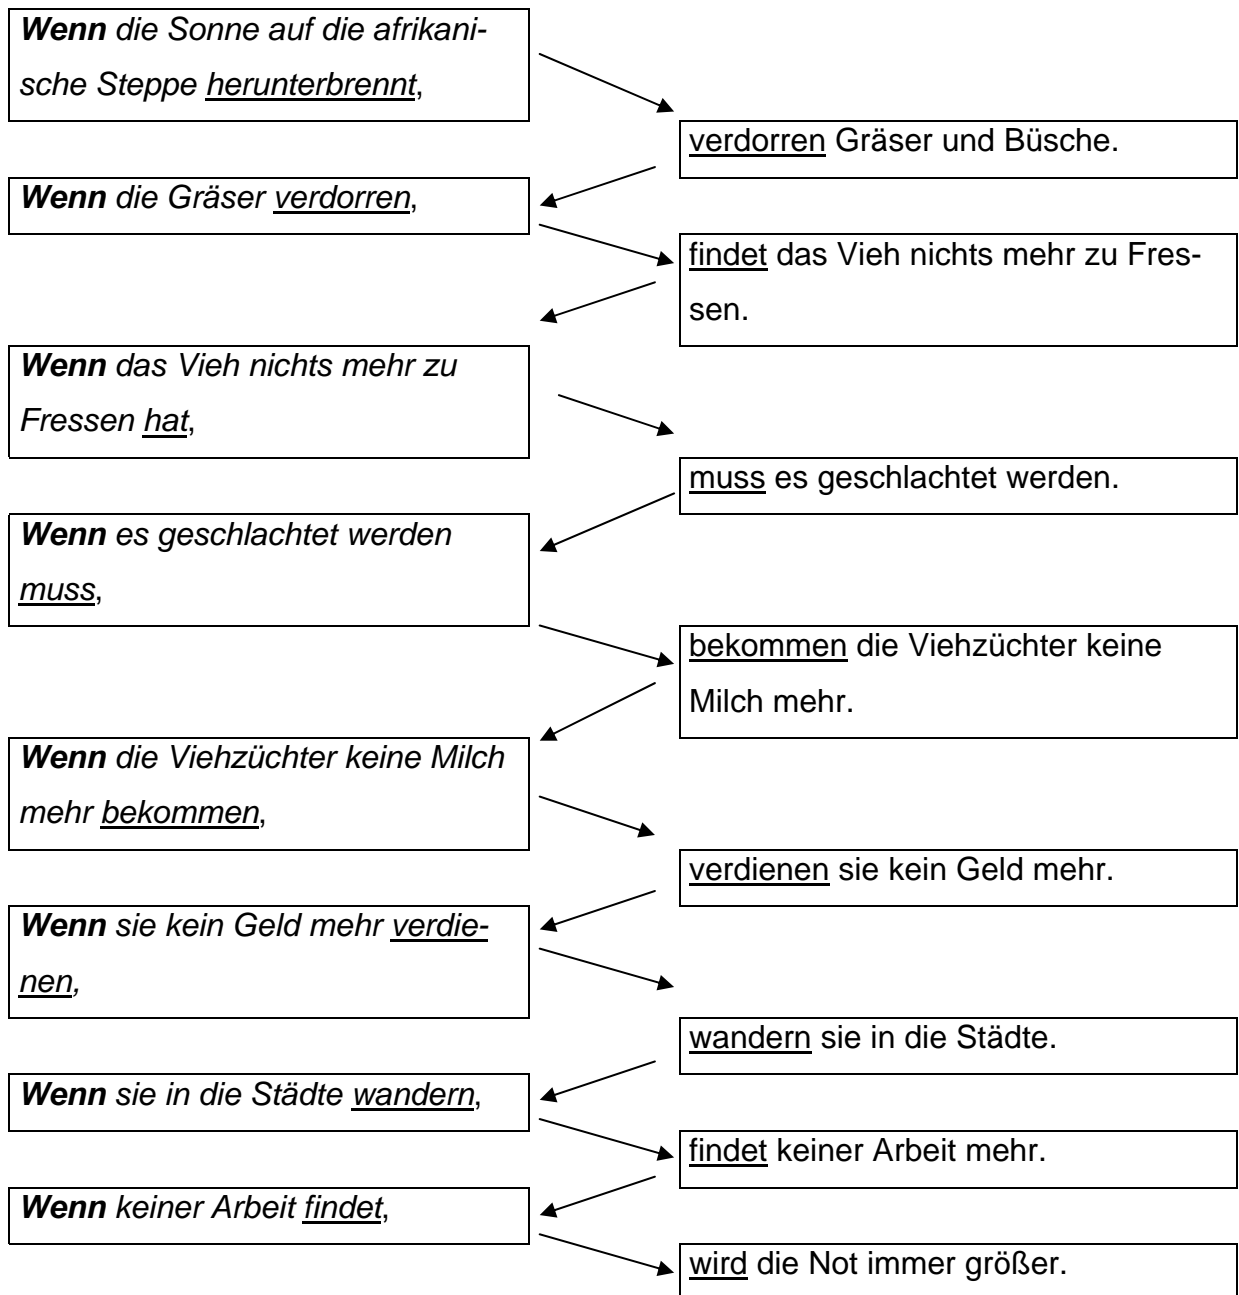 Wenn die Sonne auf die afrikani-
sche Steppe herunterbrennt,
verdorren Gräser und Büsche.
Wenn die Gräser verdorren,
findet das Vieh nichts mehr zu Fres-
sen.
Wenn das Vieh nichts mehr zu
Fressen hat,
muss es geschlachtet werden.
Wenn es geschlachtet werden
muss,
bekommen die Viehzüchter keine
Milch mehr.
Wenn die Viehzüchter keine Milch
mehr bekommen,
verdienen sie kein Geld mehr.
Wenn sie kein Geld mehr verdie-
nen,
wandern sie in die Städte.
Wenn sie in die Städte wandern,
findet keiner Arbeit mehr.
Wenn keiner Arbeit findet,
wird die Not immer größer.